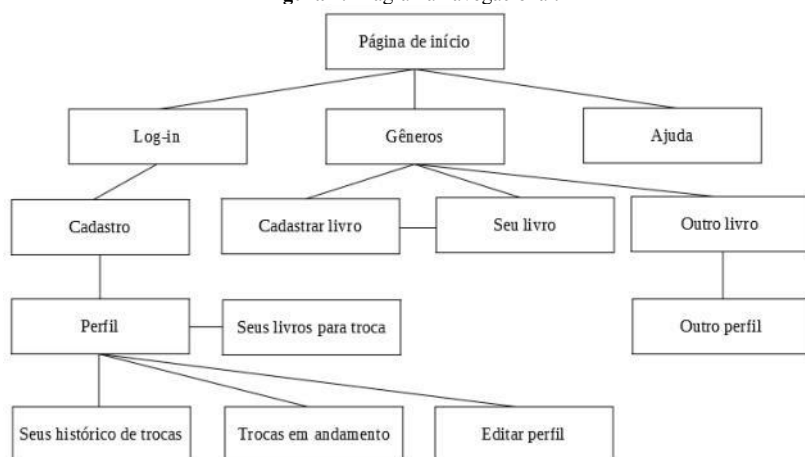 Página de início
Log-in
Gêneros
Ajuda
Cadastro
Cadastrar livro
Seu livro
Outro livro
Perfil
Seus livros para troca
Outro perfil
Seus histórico de trocas
Trocas em andamento
Editar perfil